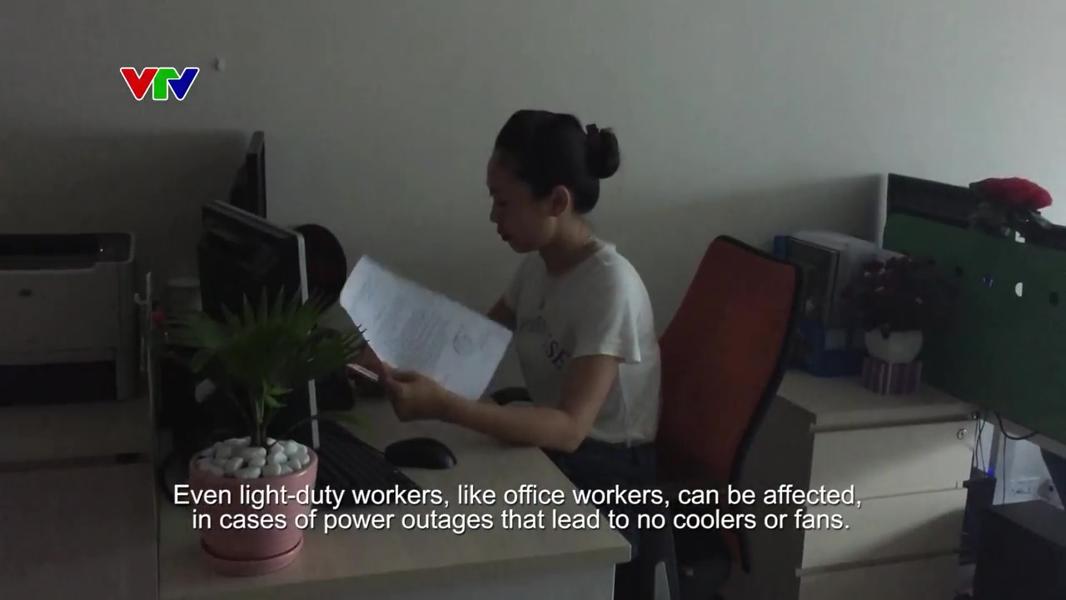 VTV
Even light-duty workers, like office workers, can be affected,
in cases of power outages that lead to no coolers or fans.